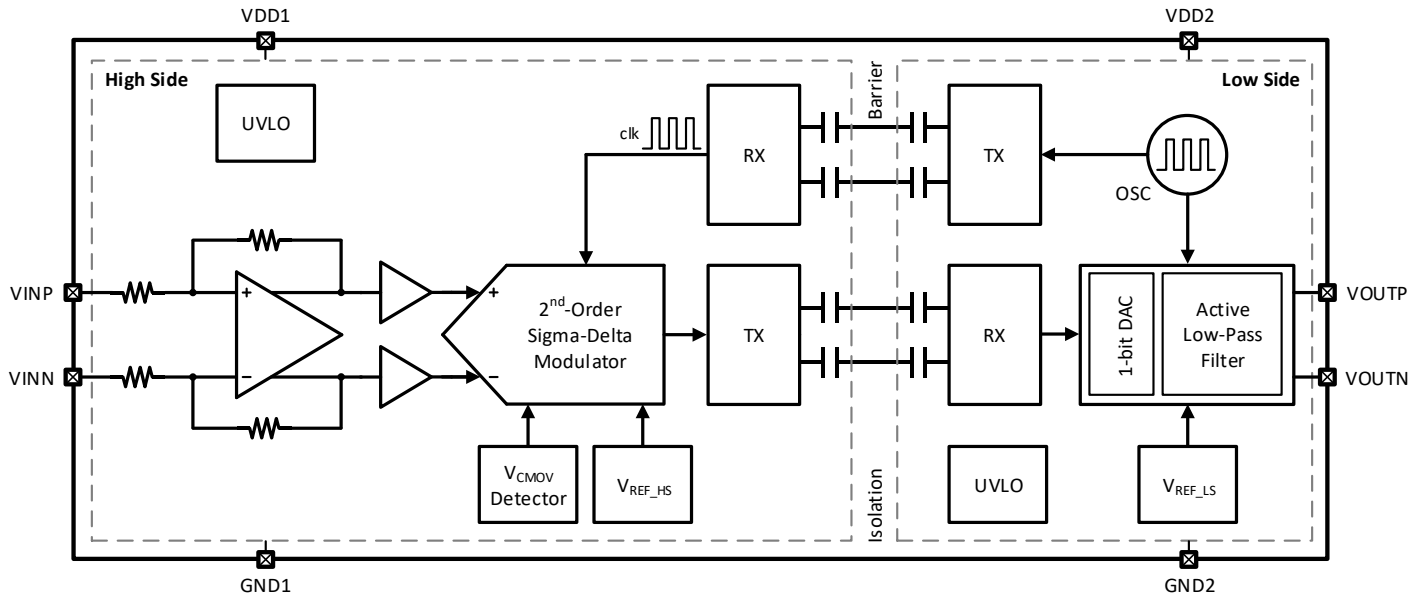 VDD1
VDD2
High Side
Low Side
Isolation Barrier
UVLO
clk
RX
TX
OSC
VINP
VINN
+
−
+
−
2nd-Order
Sigma-Delta
Modulator
TX
RX
1-bit DAC
Active
Low-Pass
Filter
VOUTP
VOUTN
VCMOV
Detector
VREF_HS
UVLO
VREF_LS
GND1
GND2